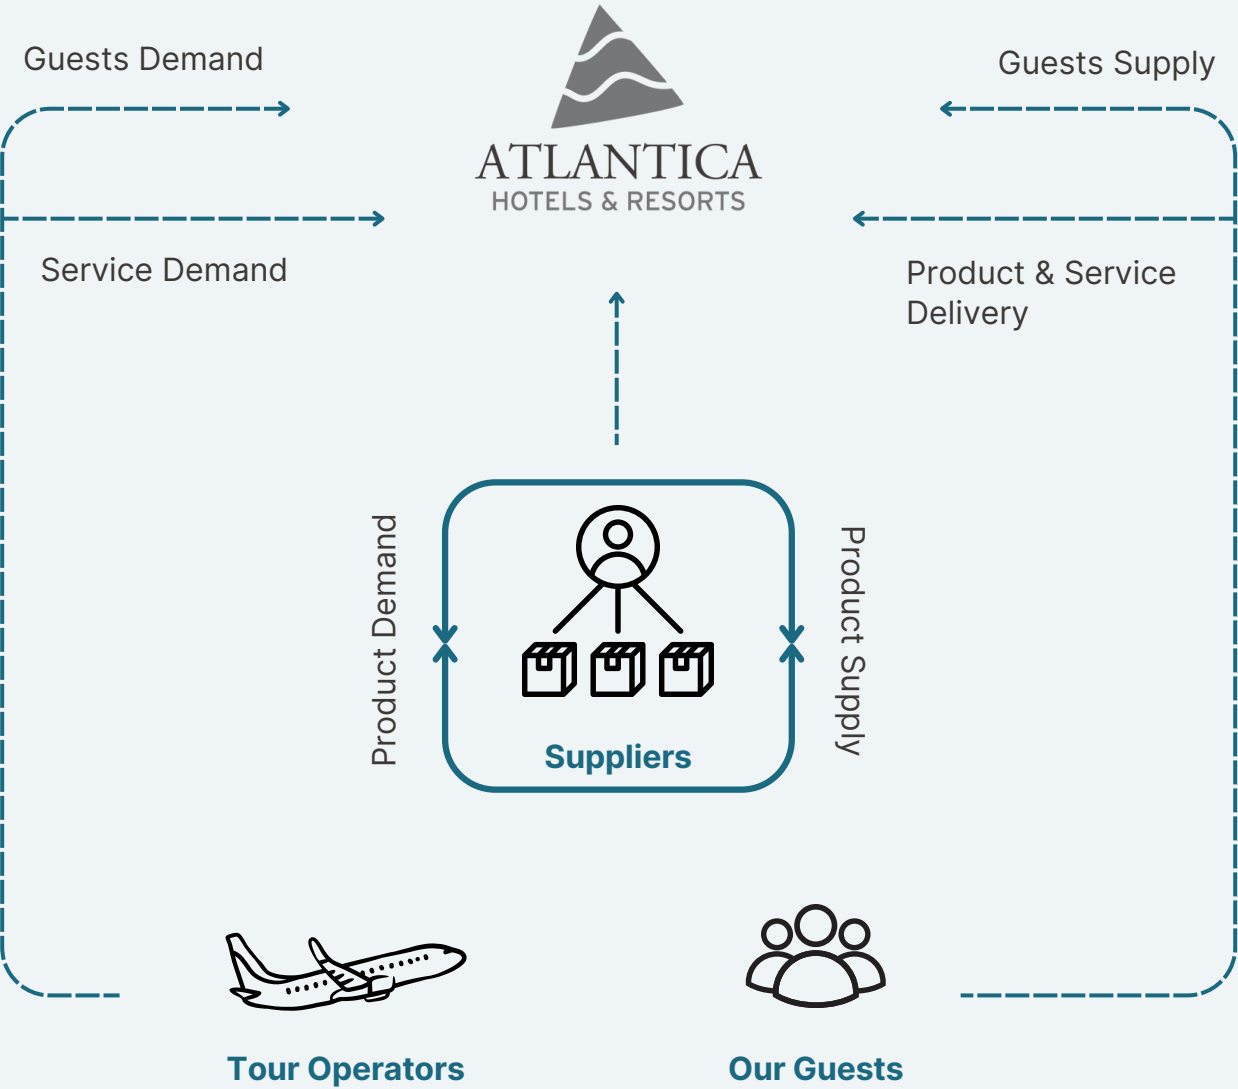 Guests Demand
Guests Supply
ATLANTICA
HOTELS & RESORTS
Service Demand
Product & Service
Delivery
Product Demand
Product Supply
Suppliers
Tour Operators
Our Guests